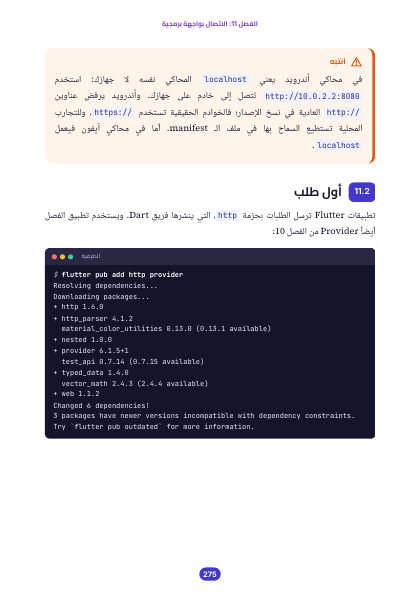 الفصل 11: الاتصال بواجهة برمجية
انتبه
في محاكي أندرويد يعني localhost المحاكي نفسه لا جهازك: استخدم
http://10.0.2.2:8080 لتصل إلى خادم على جهازك. وأندرويد يرفض عناوين
http:// العادية في نسخ الإصدار؛ فالخوادم الحقيقية تستخدم https://، وللتجارب
المحلية تستطيع السماح بها في ملف الـ manifest. أما في محاكي آيفون فيعمل
localhost.
11.2 أول طلب
تطبيقات Flutter ترسل الطلبات بحزمة http، التي ينشرها فريق Dart. ويستخدم تطبيق الفصل
أيضاً Provider من الفصل 10:
الطرفية
$ flutter pub add http provider
Resolving dependencies...
Downloading packages...
+ http 1.6.0
+ http_parser 4.1.2
material_color_utilities 0.13.0 (0.13.1 available)
+ nested 1.0.0
+ provider 6.1.5+1
test_api 0.7.14 (0.7.15 available)
+ typed_data 1.4.0
vector_math 2.4.3 (2.4.4 available)
+ web 1.1.2
Changed 6 dependencies!
3 packages have newer versions incompatible with dependency constraints.
Try `flutter pub outdated` for more information.
275